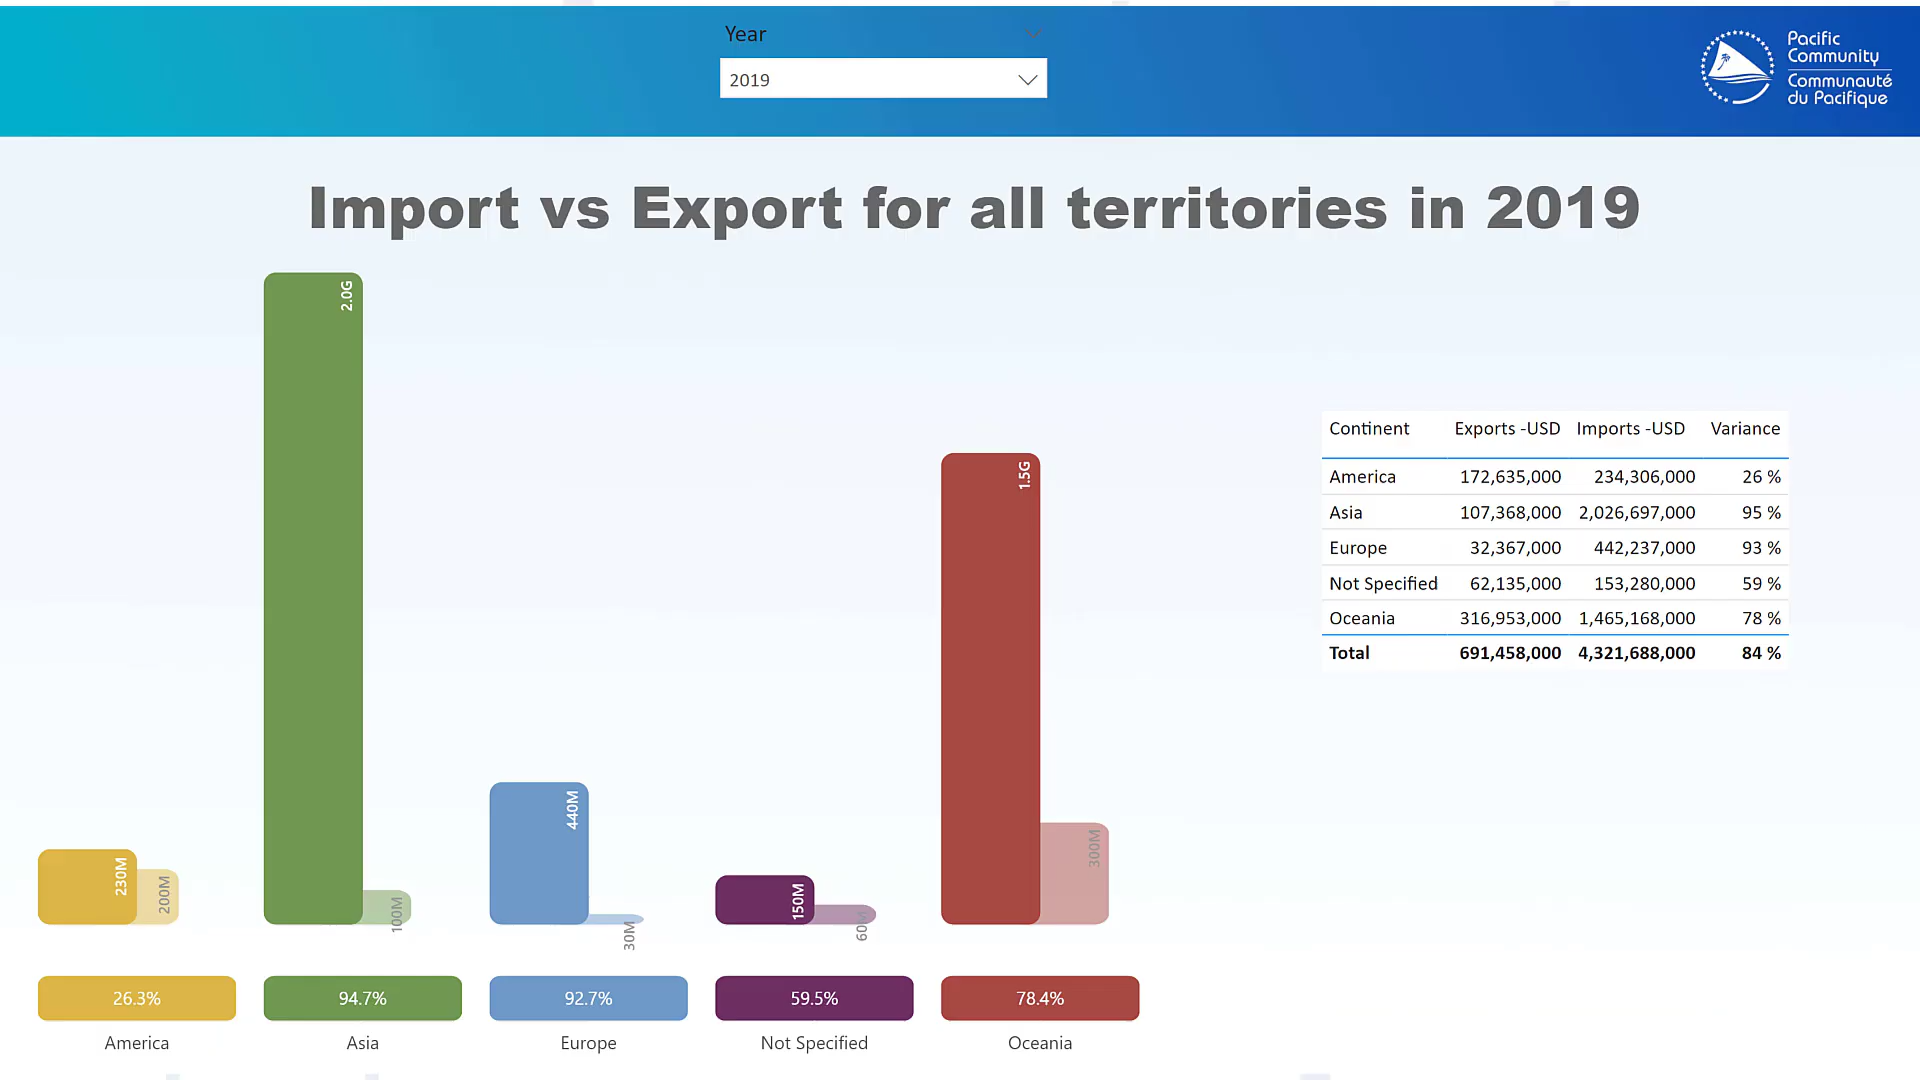 Year
2019
Pacific
Community
Communauté
du Pacifique
Import vs Export for all territories in 2019
2.0G
1.5G
440M
230M
200M
100M
30M
150M
60M
300M
Continent Exports -USD Imports -USD Variance
America 172,635,000 234,306,000 26 %
Asia 107,368,000 2,026,697,000 95 %
Europe 32,367,000 442,237,000 93 %
Not Specified 62,135,000 153,280,000 59 %
Oceania 316,953,000 1,465,168,000 78 %
Total 691,458,000 4,321,688,000 84 %
26.3% 94.7% 92.7% 59.5% 78.4%
America Asia Europe Not Specified Oceania